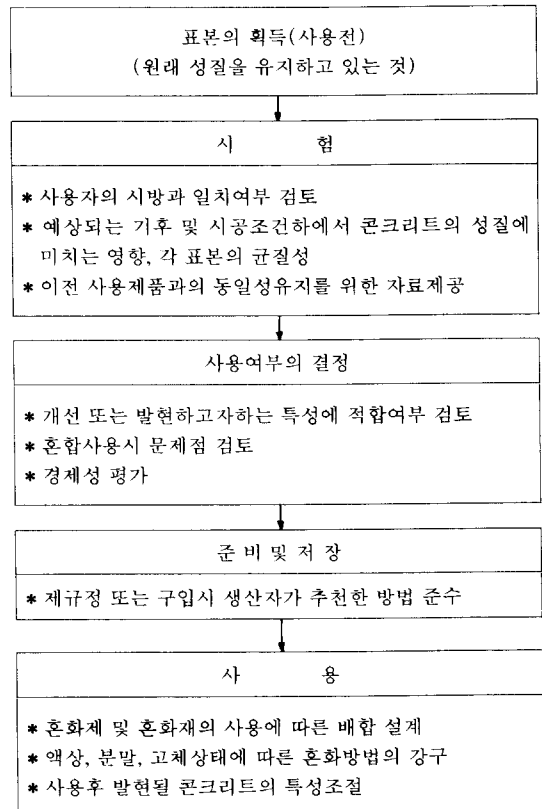 표본의 획득(사용전)
(원래 성질을 유지하고 있는 것)
시 험
* 사용자의 시방과 일치여부 검토
* 예상되는 기후 및 시공조건하에서 콘크리트의 성질에
미치는 영향, 각 표본의 균질성
* 이전 사용제품과의 동일성유지를 위한 자료제공
사용여부의 결정
* 개선 또는 발현하고자하는 특성에 적합여부 검토
* 혼합사용시 문제점 검토
* 경제성 평가
준 비 및 저 장
* 제규정 또는 구입시 생산자가 추천한 방법 준수
사 용
* 혼화제 및 혼화재의 사용에 따른 배합 설계
* 액상, 분말, 고체상태에 따른 혼화방법의 강구
* 사용후 발현될 콘크리트의 특성조절